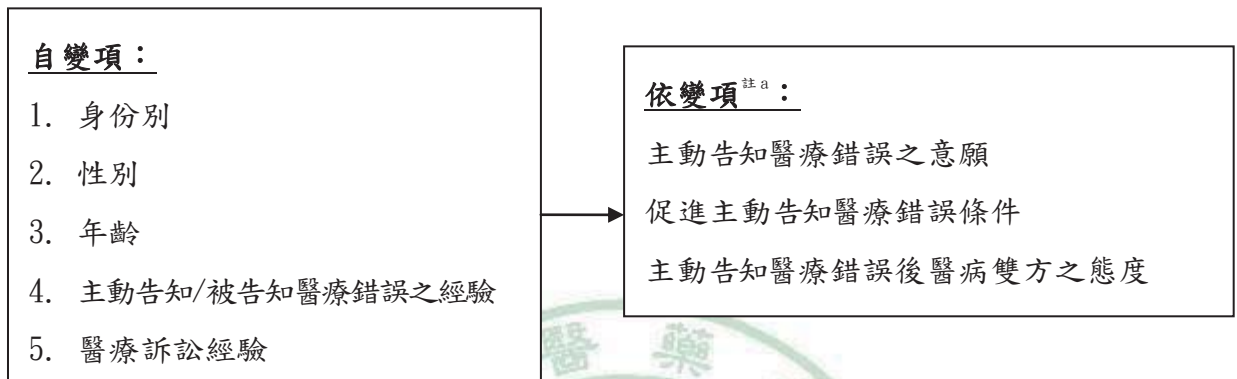 自變項：
1. 身份別
2. 性別
3. 年齡
4. 主動告知/被告知醫療錯誤之經驗
5. 醫療訴訟經驗
依變項註a：
主動告知醫療錯誤之意願
促進主動告知醫療錯誤條件
主動告知醫療錯誤後醫病雙方之態度
醫 藥